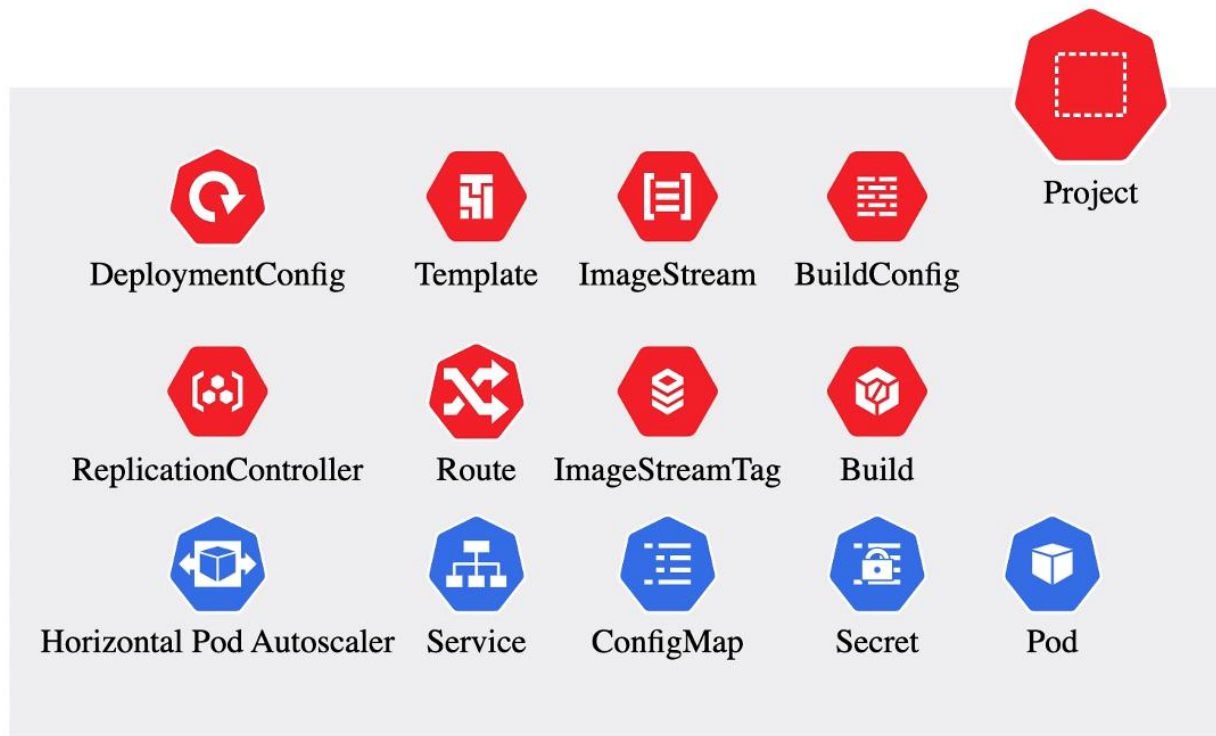 Project
DeploymentConfig Template ImageStream BuildConfig
ReplicationController Route ImageStreamTag Build
Horizontal Pod Autoscaler Service ConfigMap Secret Pod